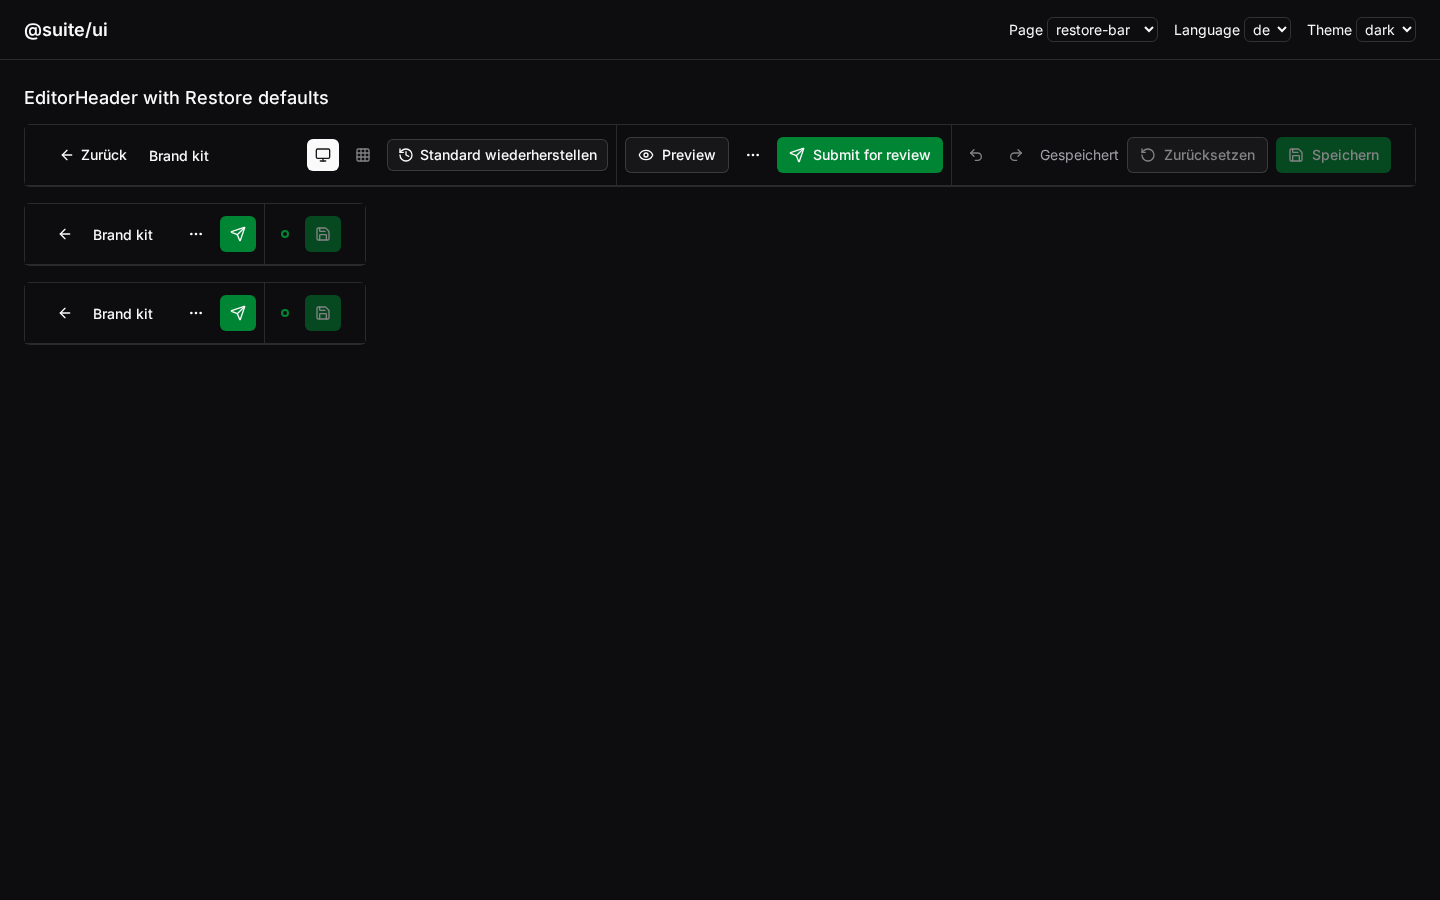 @suite/ui
Page restore-bar Language de Theme dark
EditorHeader with Restore defaults
Zurück Brand kit Standard wiederherstellen Preview Submit for review Gespeichert Zurücksetzen Speichern
Brand kit
Brand kit